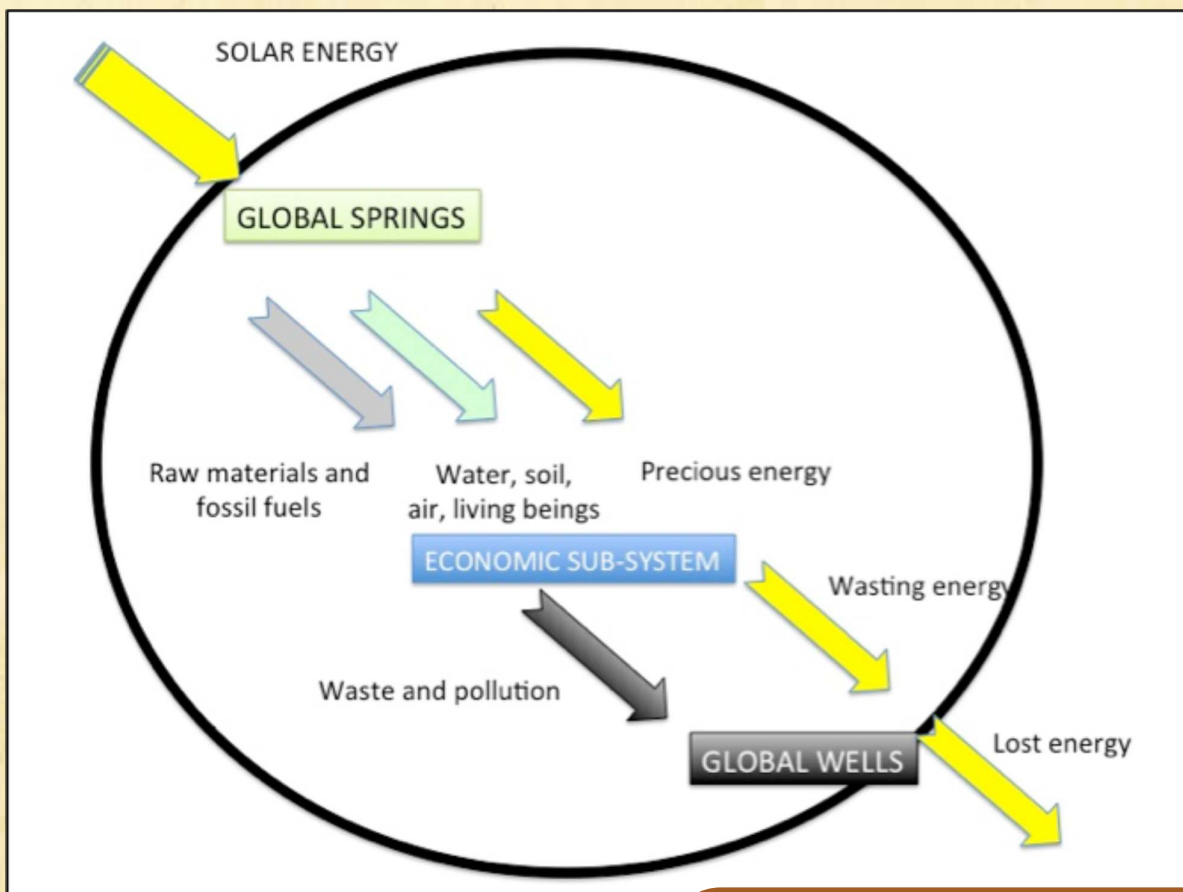 SOLAR ENERGY
GLOBAL SPRINGS
Raw materials and
fossil fuels
Water, soil,
air, living beings
Precious energy
ECONOMIC SUB-SYSTEM
Wasting energy
Waste and pollution
GLOBAL WELLS
Lost energy